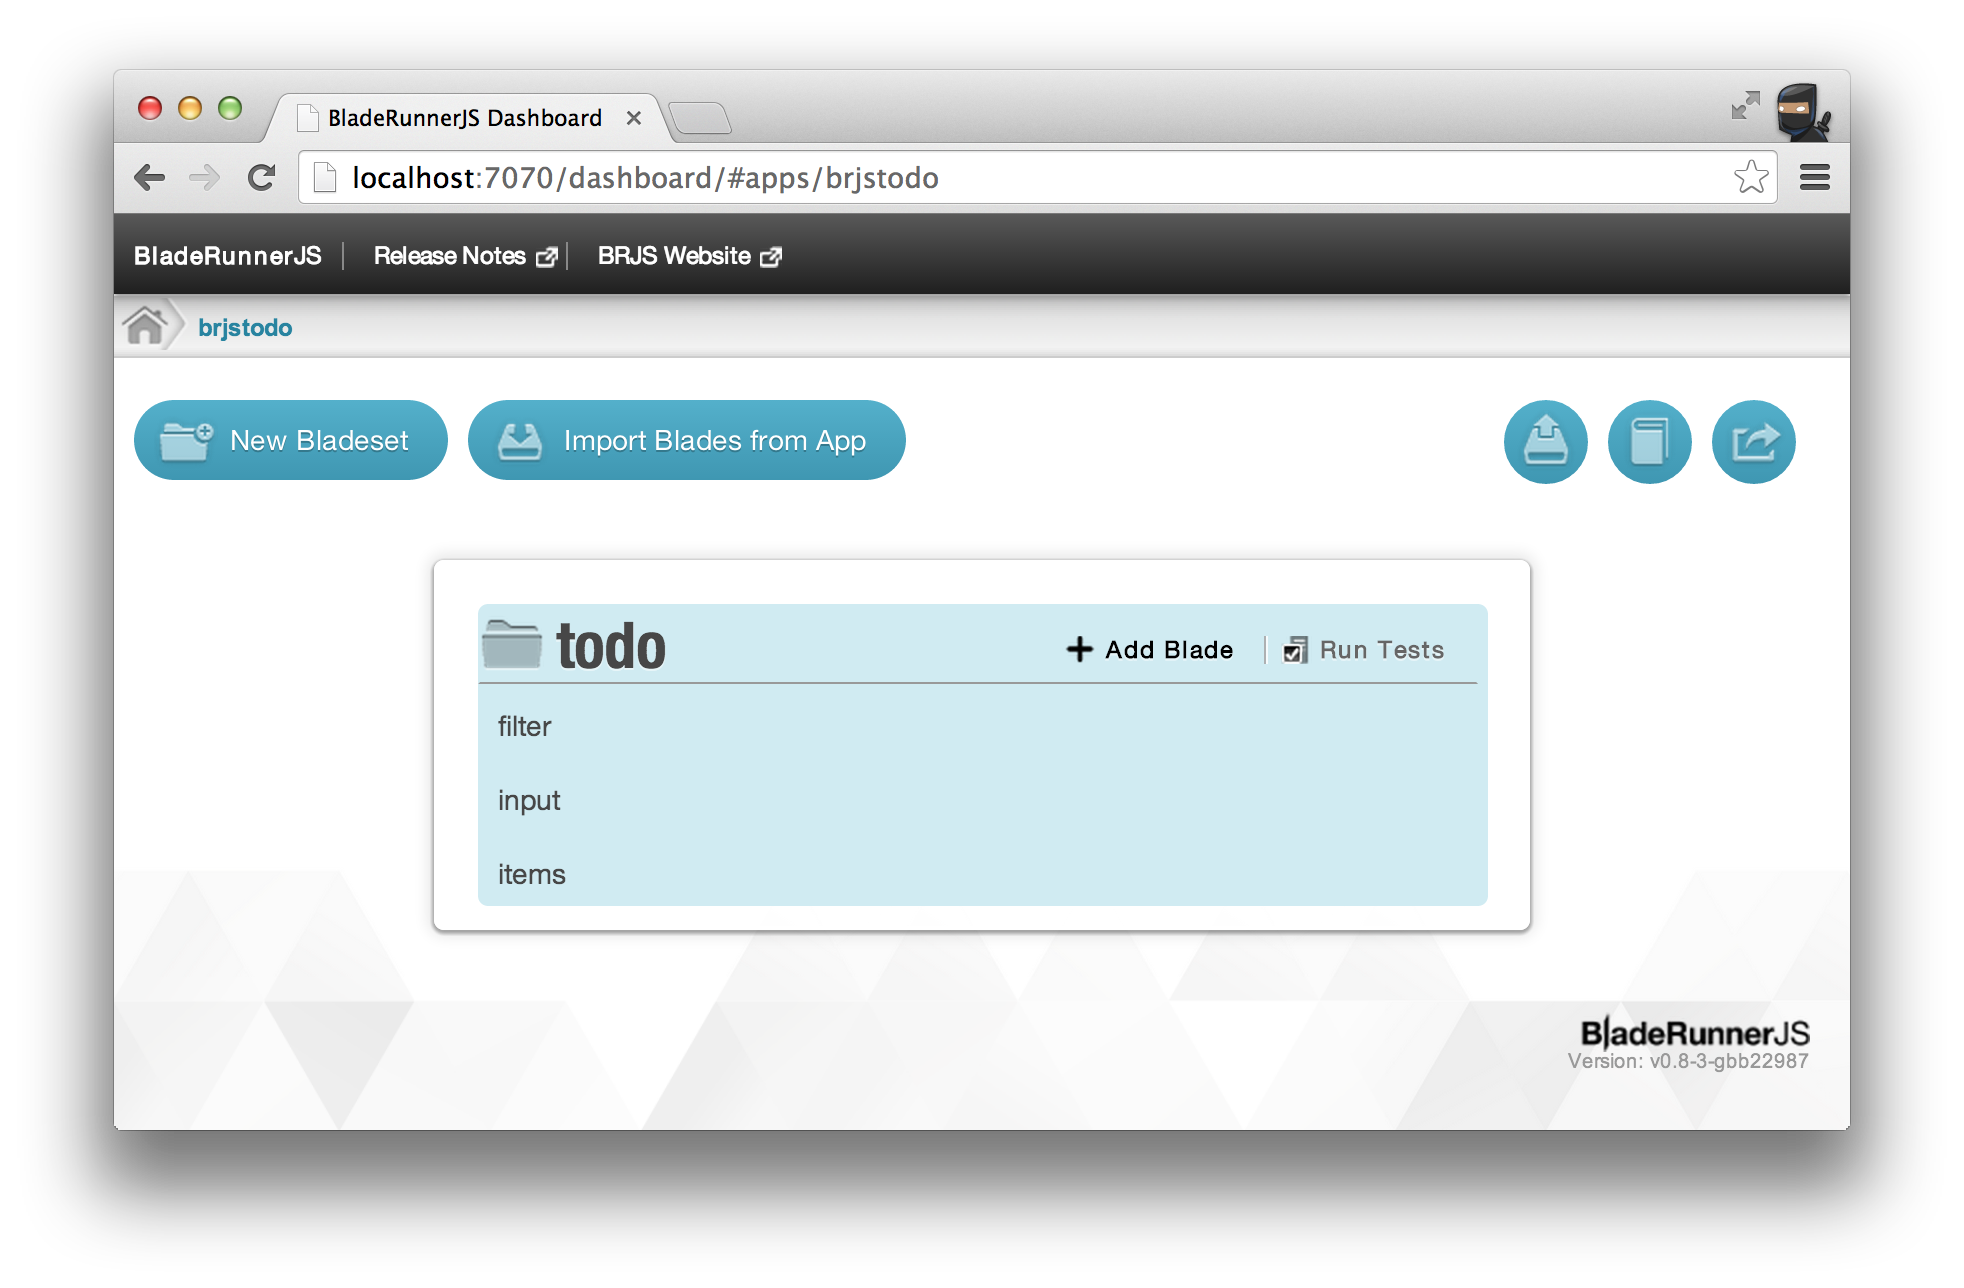 BladeRunnerJS Dashboard
localhost:7070/dashboard/#apps/brjstodo
BladeRunnerJS Release Notes BRJS Website
brjstodo
New Bladeset Import Blades from App
todo Add Blade Run Tests
filter
input
items
BladeRunnerJS
Version: v0.8-3-gbb22987